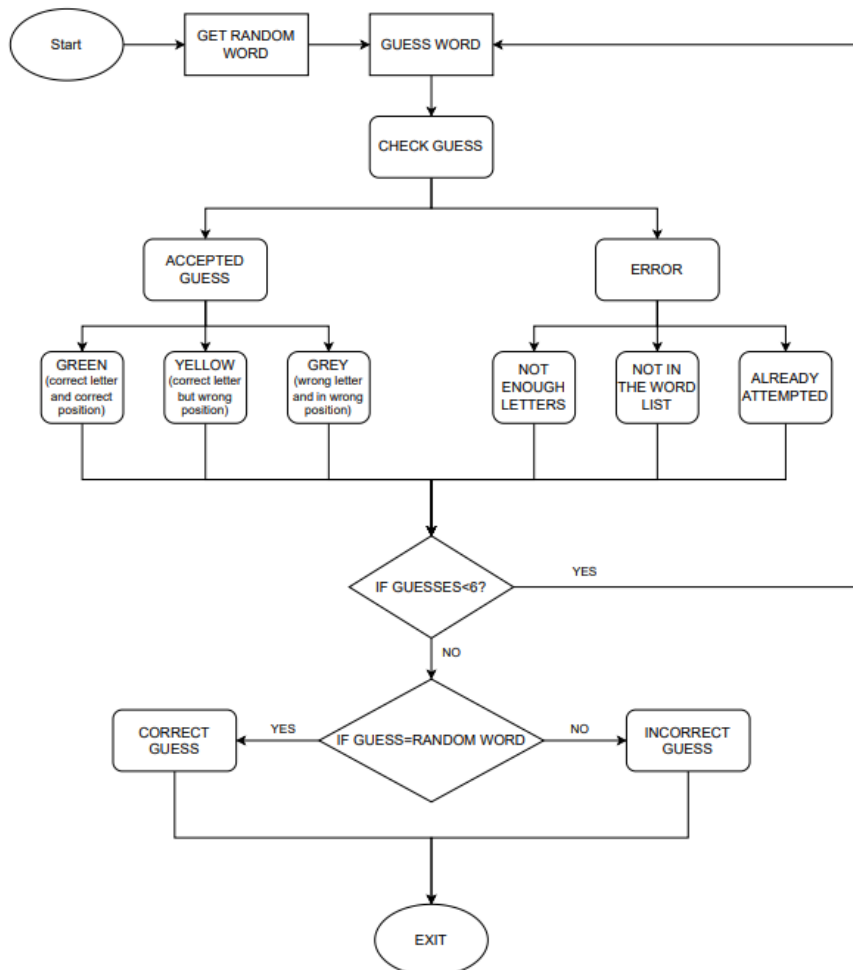 Start
GET RANDOM
WORD
GUESS WORD
CHECK GUESS
ACCEPTED
GUESS
ERROR
GREEN
(correct letter
and correct
position)
YELLOW
(correct letter
but wrong
position)
GREY
(wrong letter
and in wrong
position)
NOT
ENOUGH
LETTERS
NOT IN
THE WORD
LIST
ALREADY
ATTEMPTED
IF GUESSES<6?
YES
NO
CORRECT
GUESS
YES
IF GUESS=RANDOM WORD
NO
INCORRECT
GUESS
EXIT